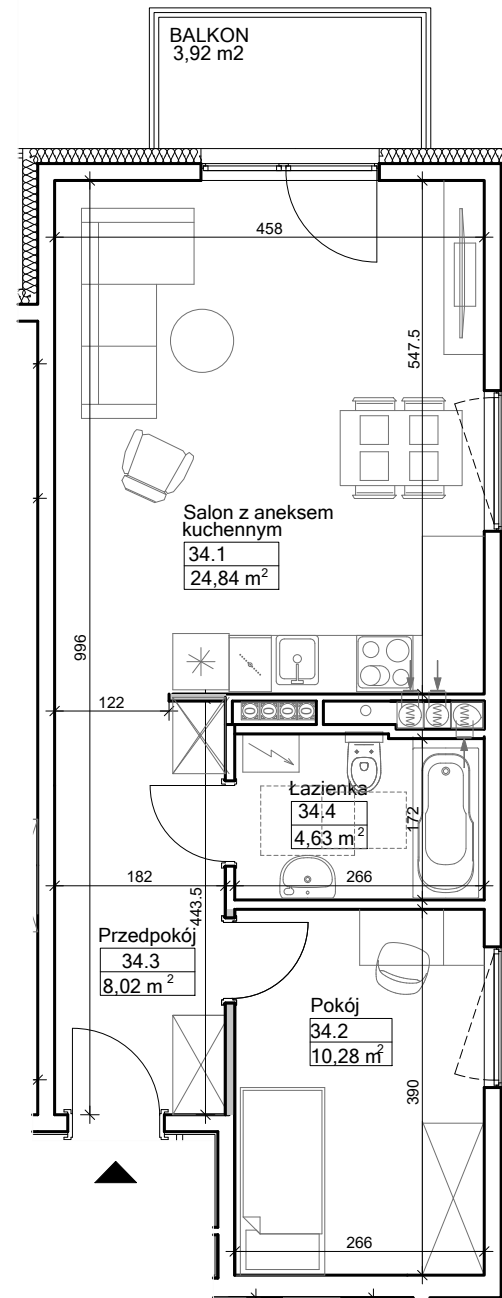 BALKON
3,92 m2
458
547.5
Salon z aneksem
kuchennym
34.1
24,84 m²
996
122
Łazienka
34.4
4,63 m²
172
182
266
443.5
Przedpokój
34.3
8,02 m²
Pokój
34.2
10,28 m²
390
266